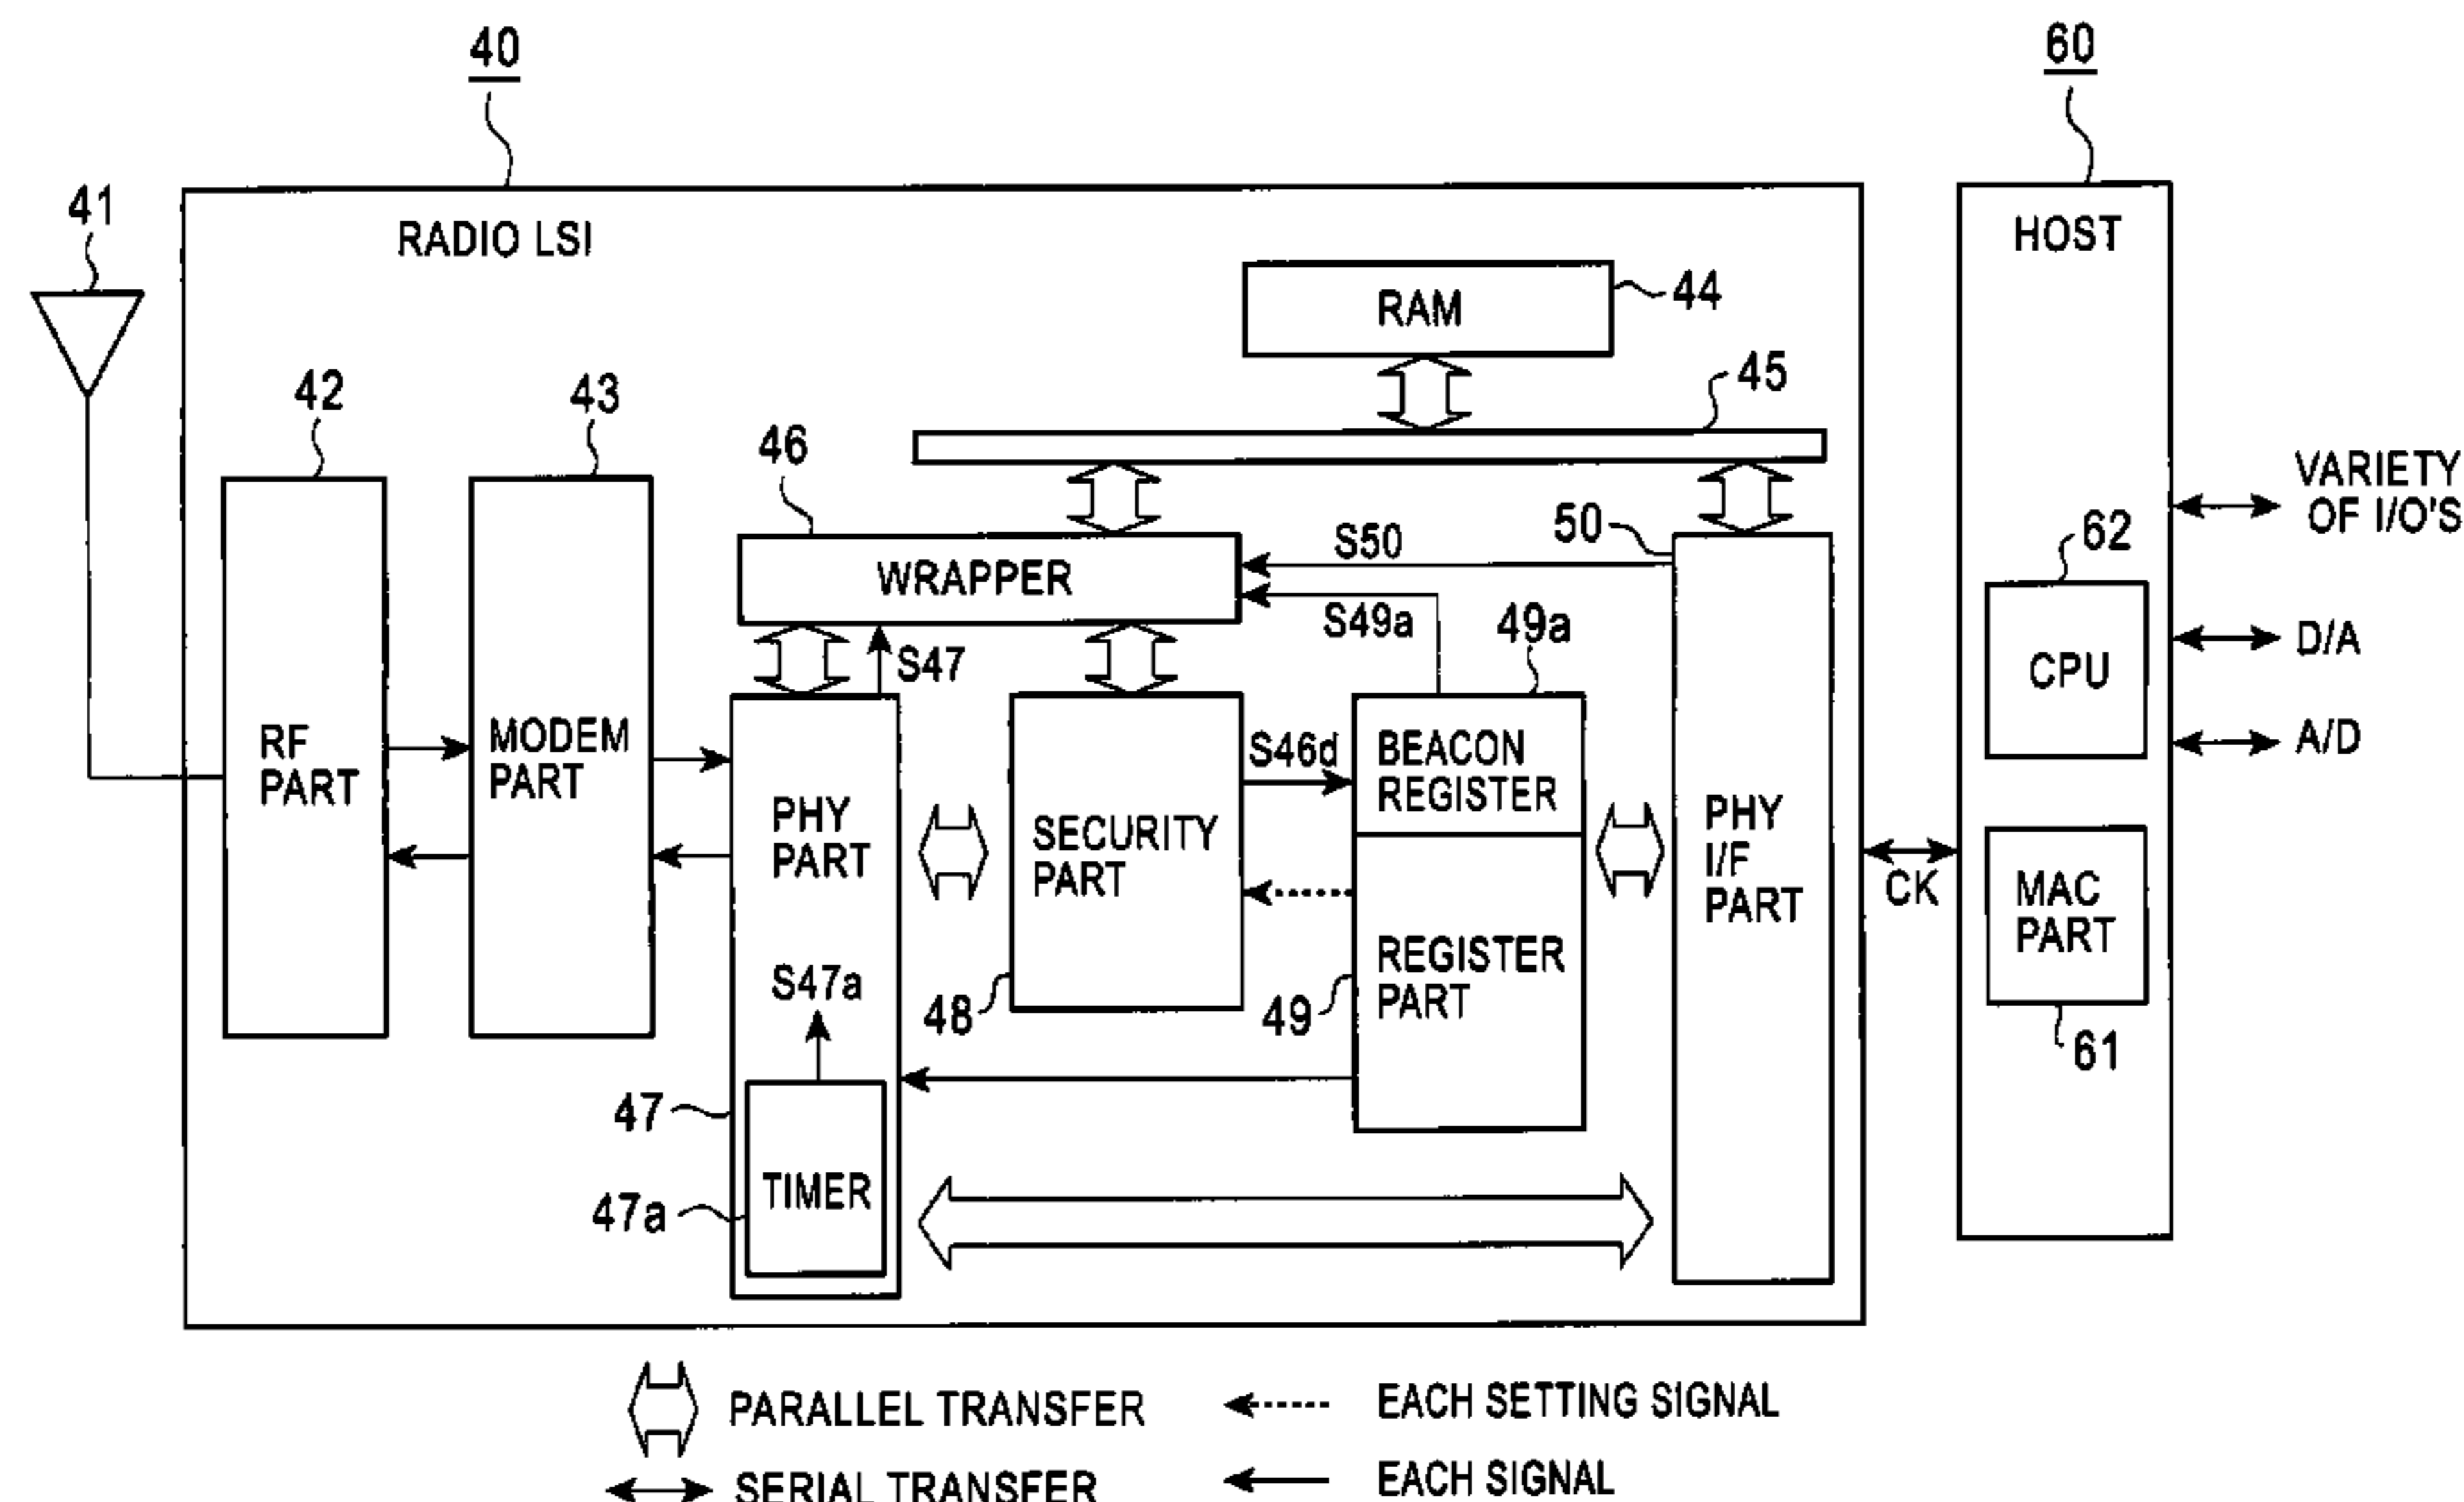 40
60
41
RADIO LSI
HOST
RAM
44
42
43
45
46
VARIETY
OF I/O'S
50
S50
62
WRAPPER
S49a
49a
S47
D/A
CPU
RF
PART
MODEM
PART
S46d
BEACON
REGISTER
A/D
PHY
PART
SECURITY
PART
PHY
I/F
PART
CK
MAC
PART
REGISTER
PART
S47a
48
49
61
47
TIMER
47a
PARALLEL TRANSFER
EACH SETTING SIGNAL
SERIAL TRANSFER
EACH SIGNAL